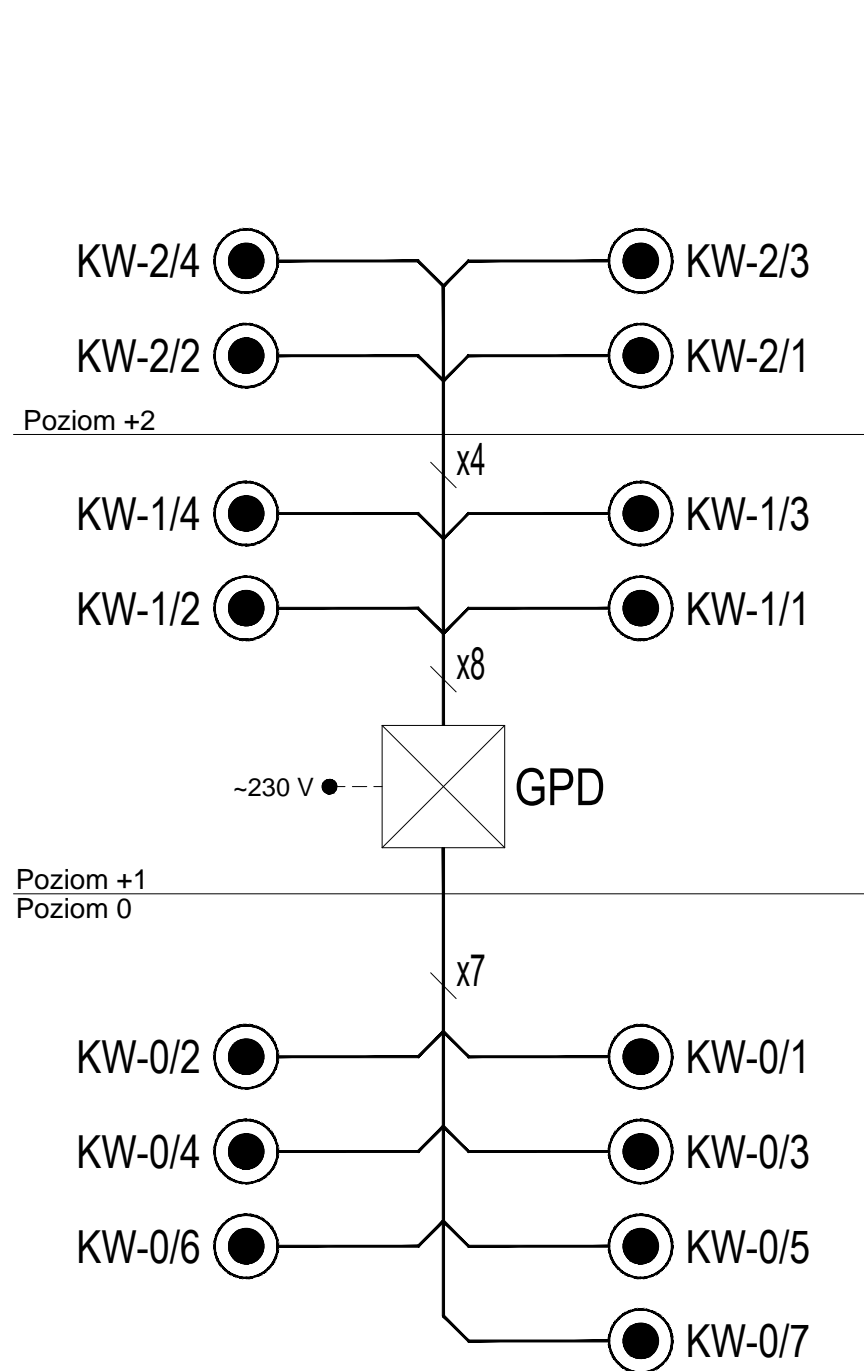 KW-2/4 KW-2/3
KW-2/2 KW-2/1
Poziom +2
x4
KW-1/4 KW-1/3
KW-1/2 KW-1/1
x8
~230 V GPD
Poziom +1
Poziom 0
x7
KW-0/2 KW-0/1
KW-0/4 KW-0/3
KW-0/6 KW-0/5
KW-0/7